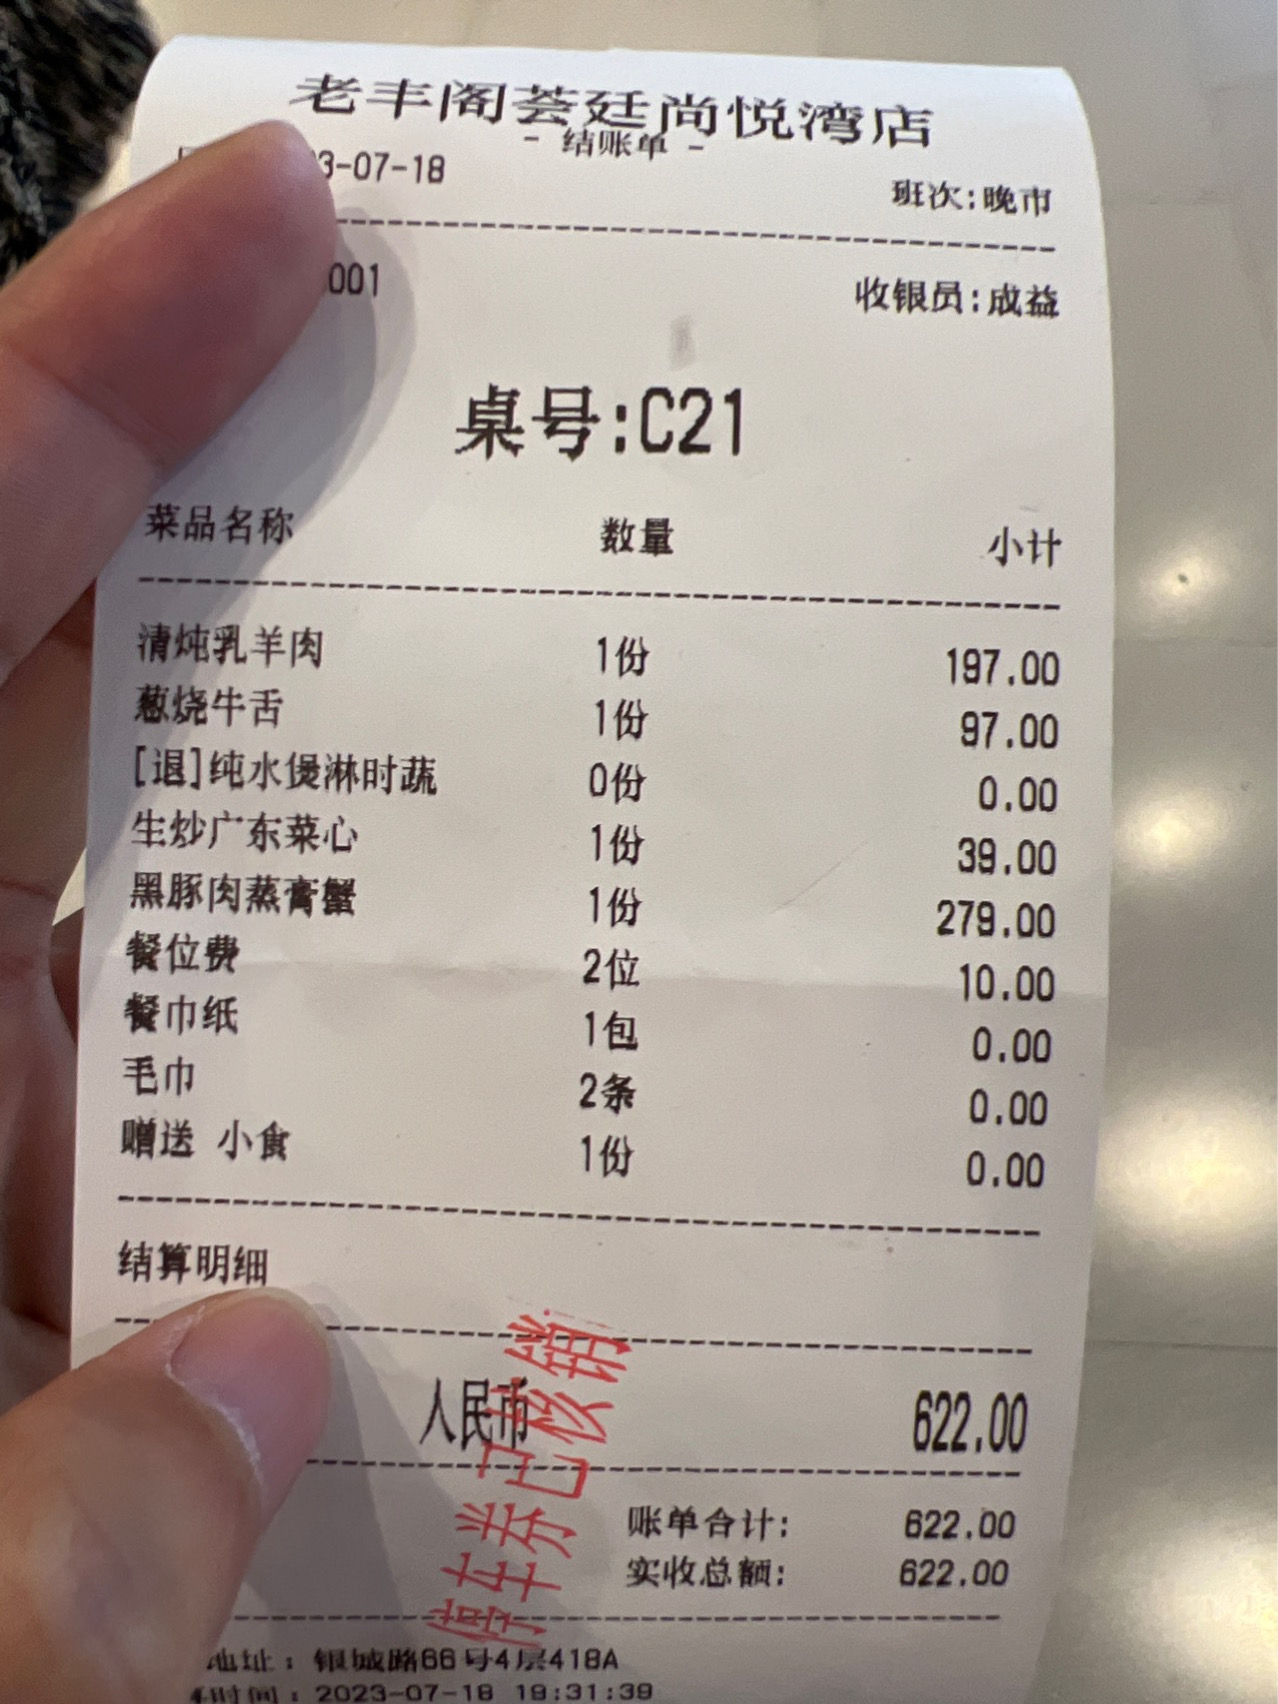 老丰阁荟廷尚悦湾店
- 结账单 -
3-07-18 班次:晚市
001 收银员:成益
桌号:C21
菜品名称 数量 小计
清炖乳羊肉 1份 197.00
葱烧牛舌 1份 97.00
[退]纯水煲淋时蔬 0份 0.00
生炒广东菜心 1份 39.00
黑豚肉蒸膏蟹 1份 279.00
餐位费 2位 10.00
餐巾纸 1包 0.00
毛巾 2条 0.00
赠送 小食 1份 0.00
结算明细
人民币 622.00
账单合计: 622.00
实收总额: 622.00
停车券已核销
地址: 银城路66号4层418A
时间: 2023-07-18 19:31:39